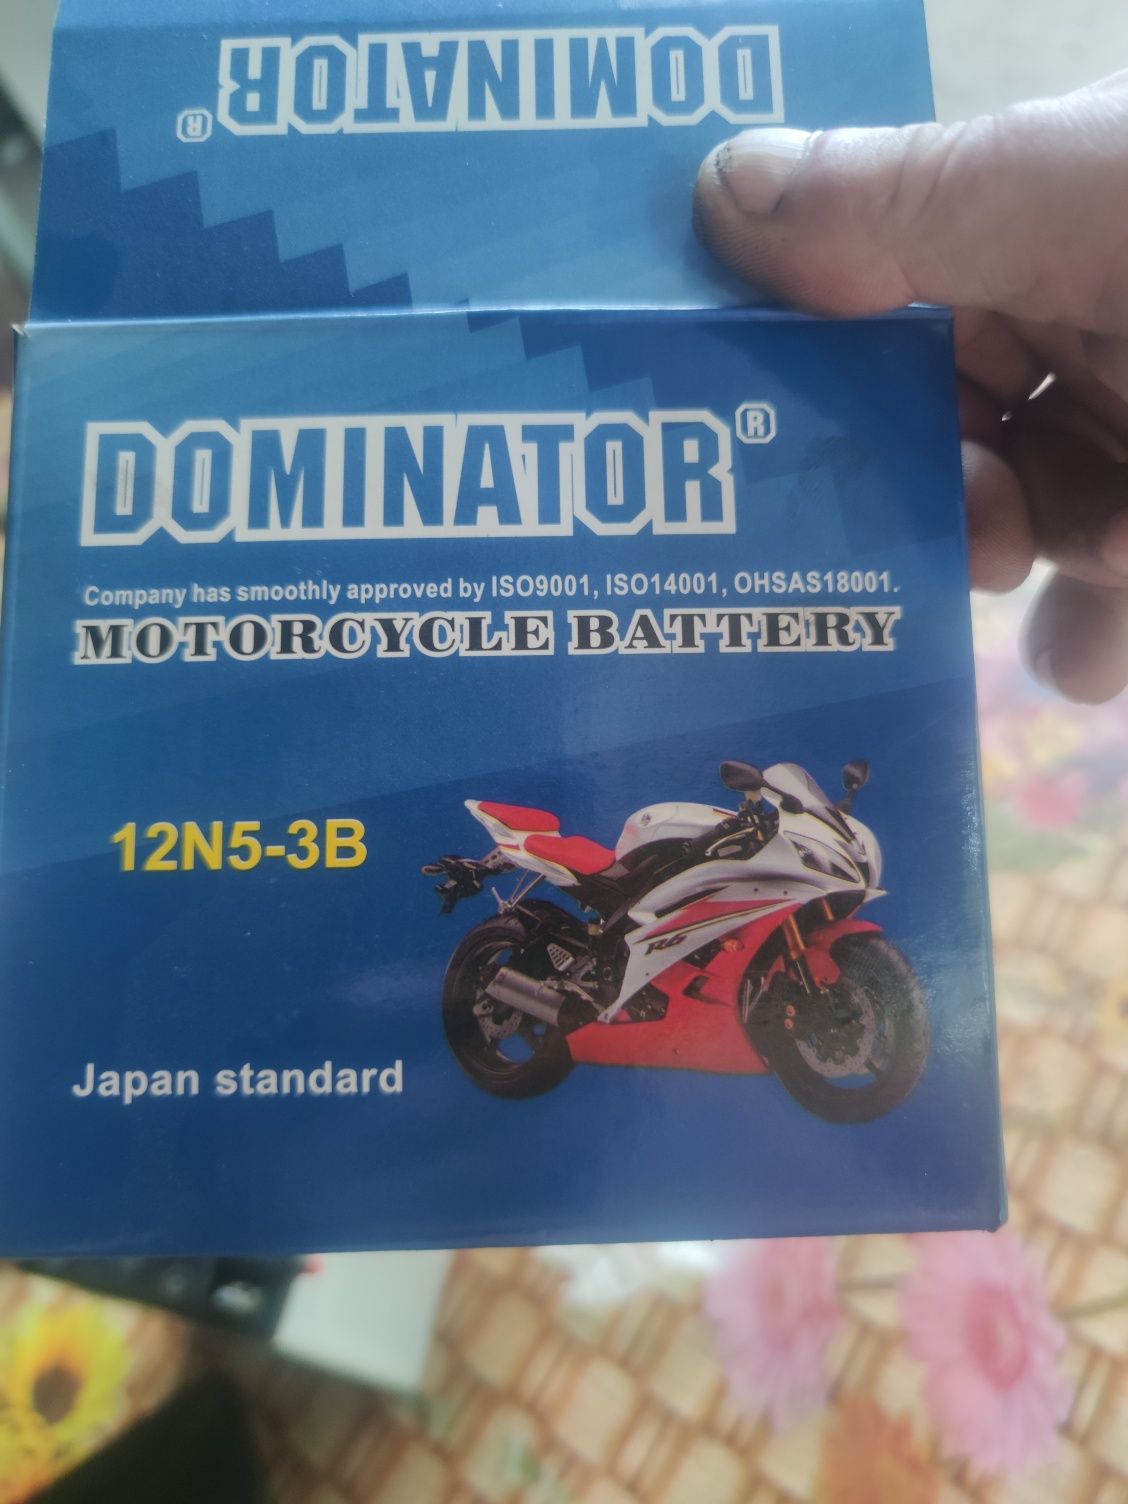 DOMINATOR®
DOMINATOR®
Company has smoothly approved by ISO9001, ISO14001, OHSAS18001.
MOTORCYCLE BATTERY
12N5-3B
R6
Japan standard